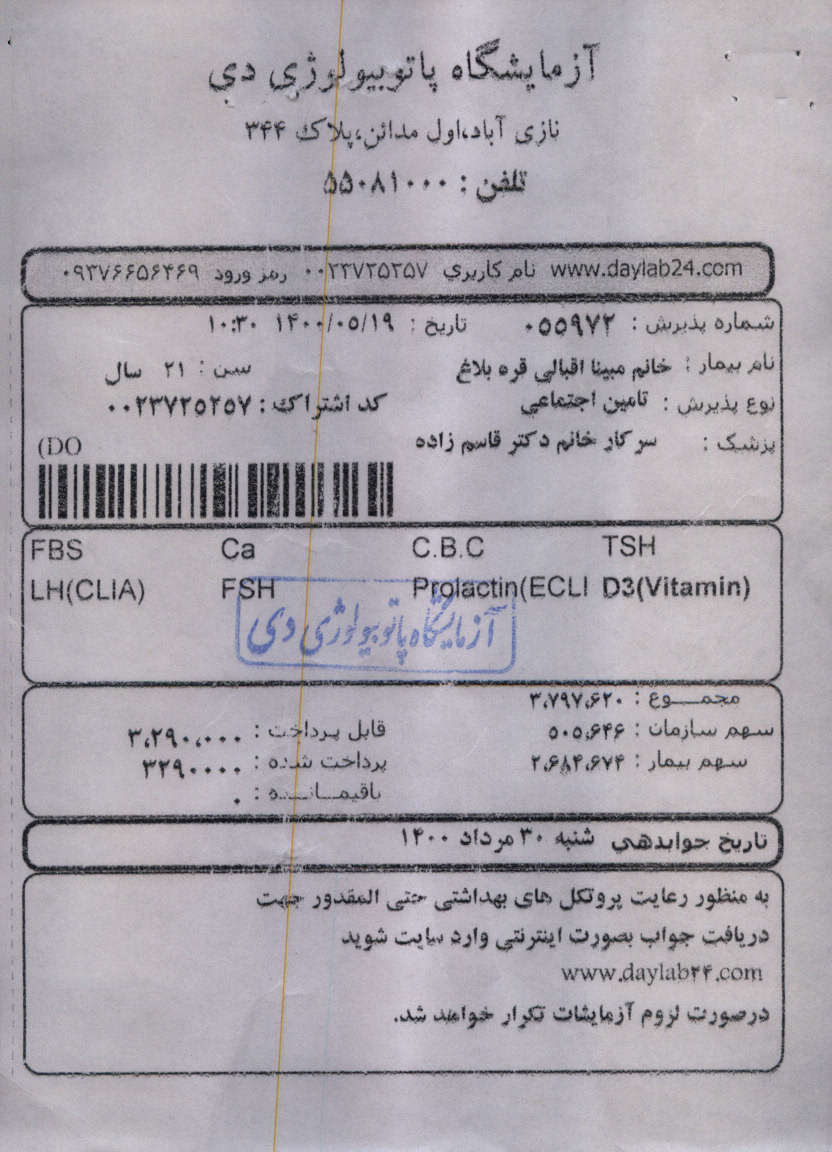 آزمایشگاه پاتوبیولوژی دی
نازی آباد،اول مدائن،پلاک ۳۴۴
تلفن : ۵۵۰۸۱۰۰۰
www.daylab24.com نام کاربری ۰۰۲۳۷۲۵۲۵۷ رمز ورود ۰۹۳۷۶۶۵۶۴۶۹
شماره پذیرش : ۰۵۵۹۷۲ تاریخ : ۱۴۰۰/۰۵/۱۹ ۱۰:۳۰
نام بیمار : خانم مبینا اقبالی قره بلاغ سن : ۲۱ سال
نوع پذیرش : تامین اجتماعی کد اشتراک : ۰۰۲۳۷۲۵۲۵۷
پزشک : سرکار خانم دکتر قاسم زاده
(DO
FBS Ca C.B.C TSH
LH(CLIA) FSH Prolactin(ECLI D3(Vitamin)
آزمایشگاه پاتوبیولوژی دی
مجمــــوع : ۳،۷۹۷،۶۲۰
سهم سازمان : ۵۰۵،۶۴۶ قابل پرداخت : ۳،۲۹۰،۰۰۰
سهم بیمار : ۲،۶۸۴،۶۷۴ پرداخت شده : ۳۲۹۰۰۰۰
باقیمـــانـــده : ۰
تاریخ جوابدهی شنبه ۳۰ مرداد ۱۴۰۰
به منظور رعایت پروتکل های بهداشتی حتی المقدور جهت
دریافت جواب بصورت اینترنتی وارد سایت شوید
www.daylab۲۴.com
درصورت لزوم آزمایشات تکرار خواهند شد.